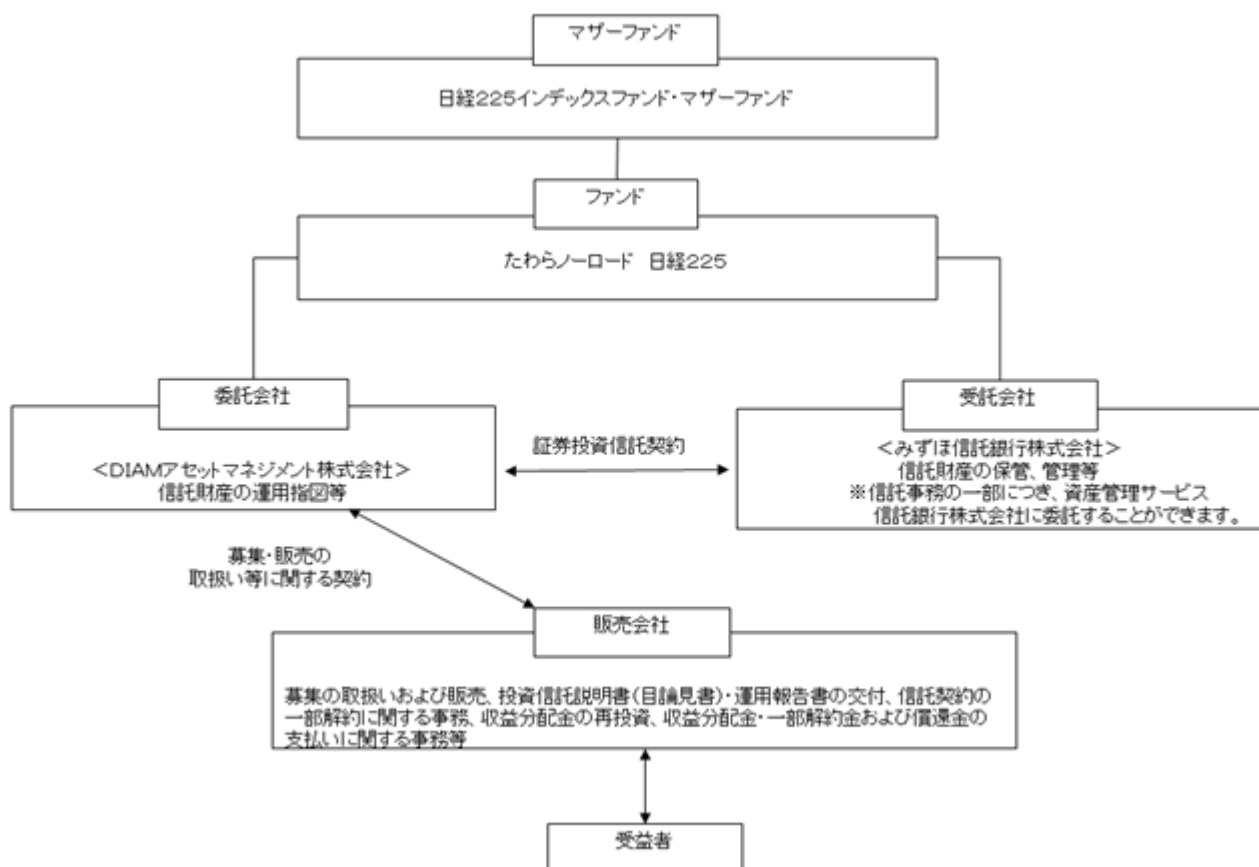 マザーファンド
日経225インデックスファンド・マザーファンド
ファンド
たわらノーロード 日経225
委託会社
<DIAMアセットマネジメント株式会社>
信託財産の運用指図等
証券投資信託契約
受託会社
<みずほ信託銀行株式会社>
信託財産の保管、管理等
※信託事務の一部につき、資産管理サービス
信託銀行株式会社に委託することができます。
募集・販売の
取扱い等に関する契約
販売会社
募集の取扱いおよび販売、投資信託説明書(目論見書)・運用報告書の交付、信託契約の
一部解約に関する事務、収益分配金の再投資、収益分配金・一部解約金および償還金の
支払いに関する事務等
受益者